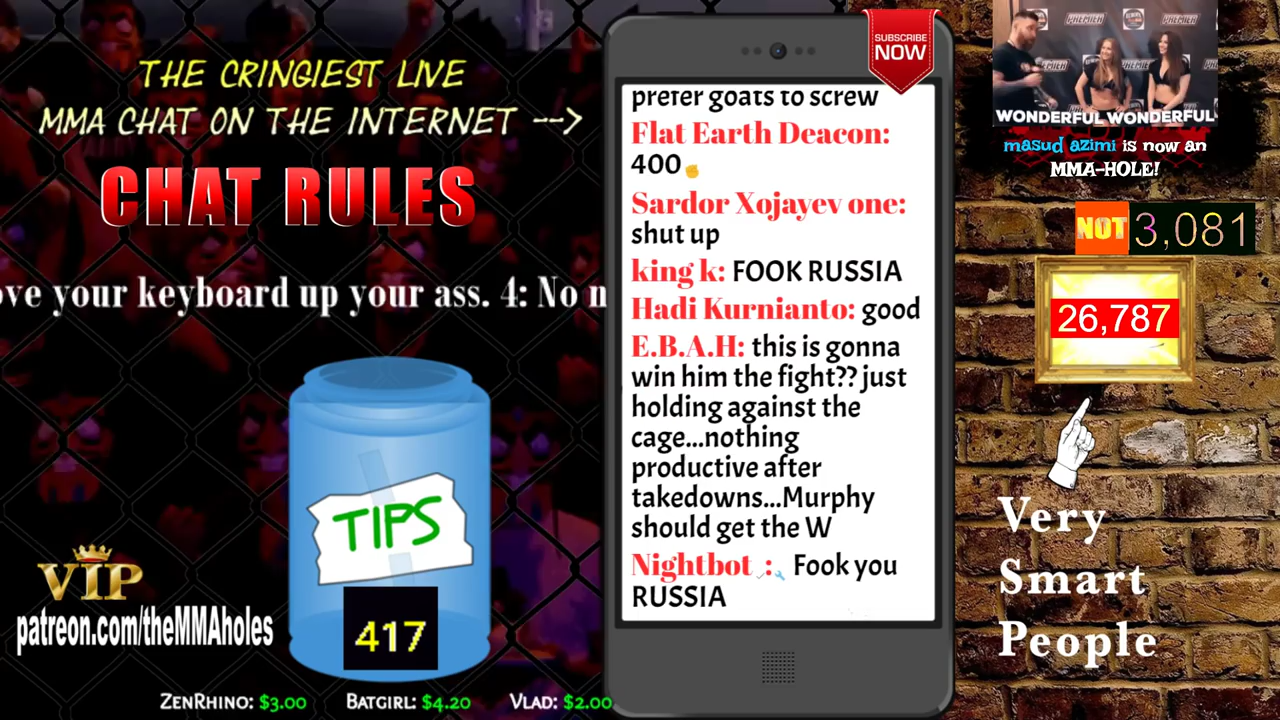 THE CRINGIEST LIVE
MMA CHAT ON THE INTERNET -->
CHAT RULES
ove your keyboard up your ass. 4: No
TIPS
417
VIP
patreon.com/theMMAholes
ZenRhino: $3.00 Batgirl: $4.20 Vlad: $2.00
SUBSCRIBE
NOW
prefer goats to screw
Flat Earth Deacon:
400✊
Sardor Xojayev one:
shut up
king k: FOOK RUSSIA
Hadi Kurnianto: good
E.B.A.H: this is gonna
win him the fight?? just
holding against the
cage...nothing
productive after
takedowns...Murphy
should get the W
Nightbot :🔧 Fook you
RUSSIA
PREMIER PREMIER
WONDERFUL WONDERFUL
masud azimi is now an
MMA-HOLE!
NOT 3,081
26,787
Very
Smart
People